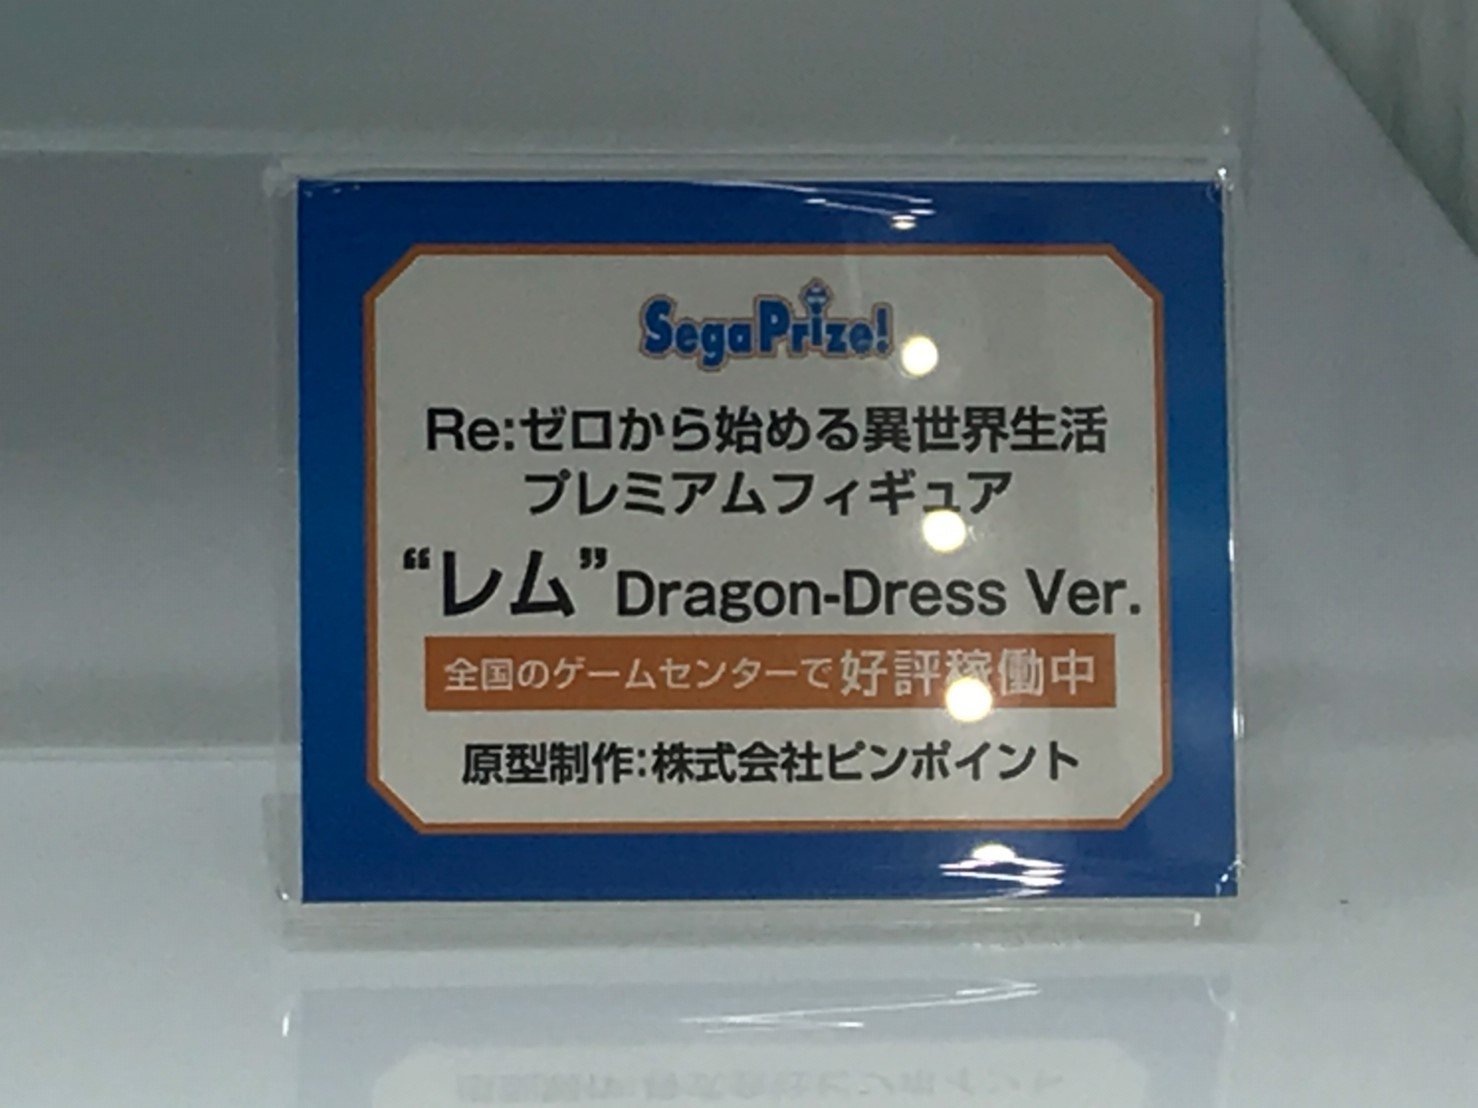 SegaPrize!
Re:ゼロから始める異世界生活
プレミアムフィギュア
“レム”Dragon-Dress Ver.
全国のゲームセンターで好評稼働中
原型制作:株式会社ピンポイント